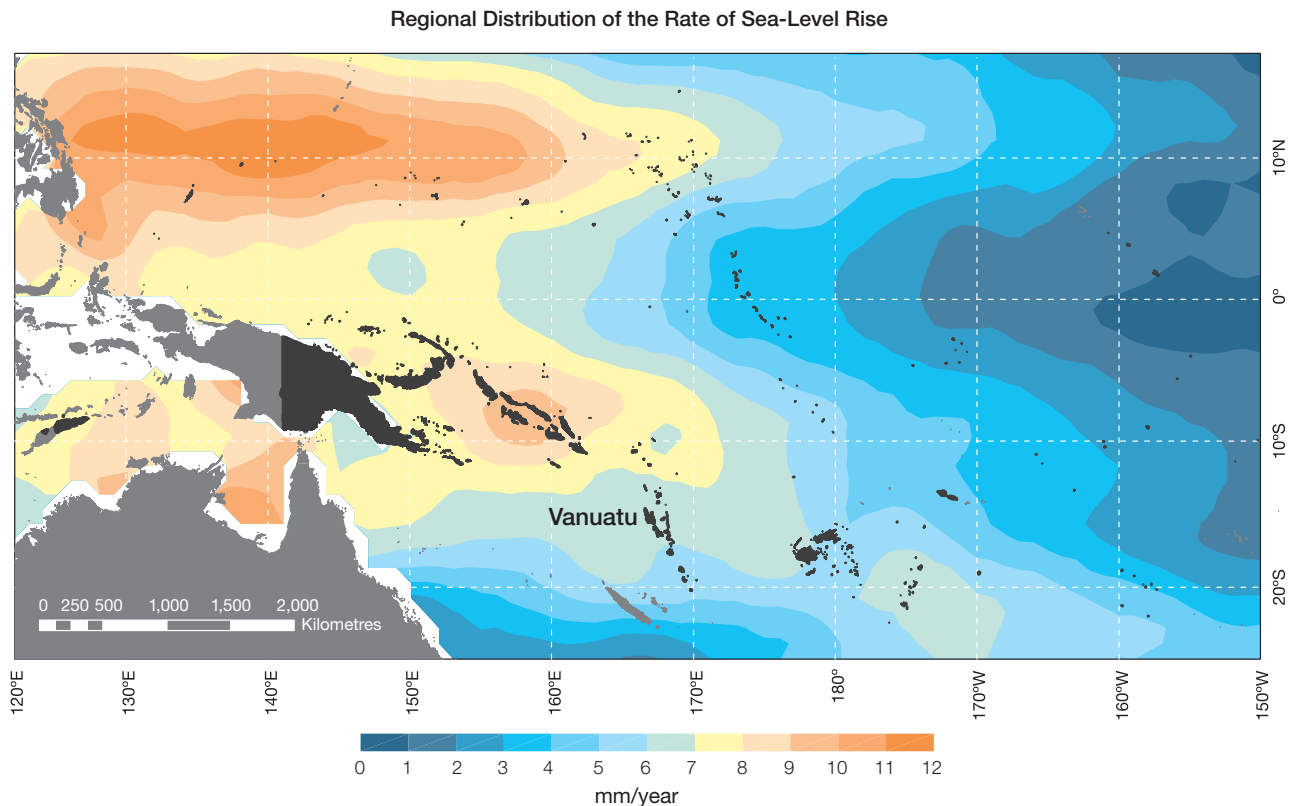 Regional Distribution of the Rate of Sea-Level Rise
10°N
0°
10°S
Vanuatu
20°S
0 250 500 1,000 1,500 2,000
Kilometres
120°E 130°E 140°E 150°E 160°E 170°E 180° 170°W 160°W 150°W
0 1 2 3 4 5 6 7 8 9 10 11 12
mm/year